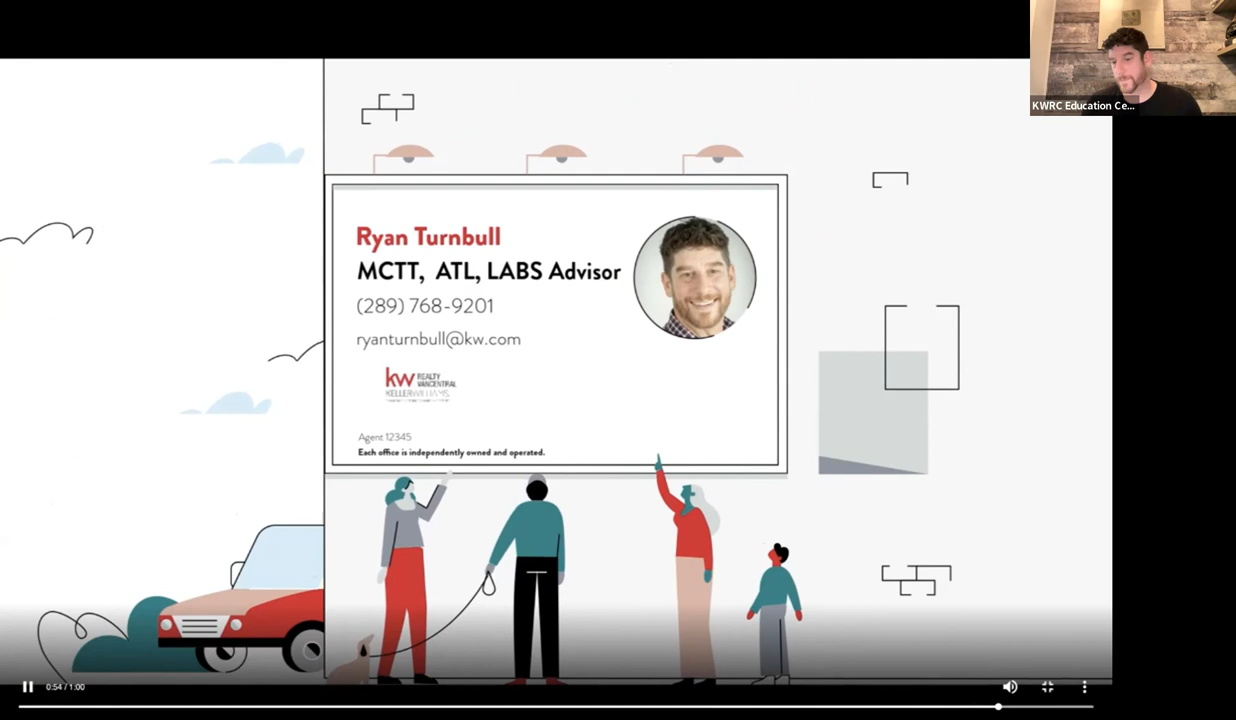 KWRC Education Ce...
Ryan Turnbull
MCTT, ATL, LABS Advisor
(289) 768-9201
ryanturnbull@kw.com
kw REALTY
VANCENTRAL
KELLERWILLIAMS.
Agent 12345
Each office is independently owned and operated.
0:54 / 1:00